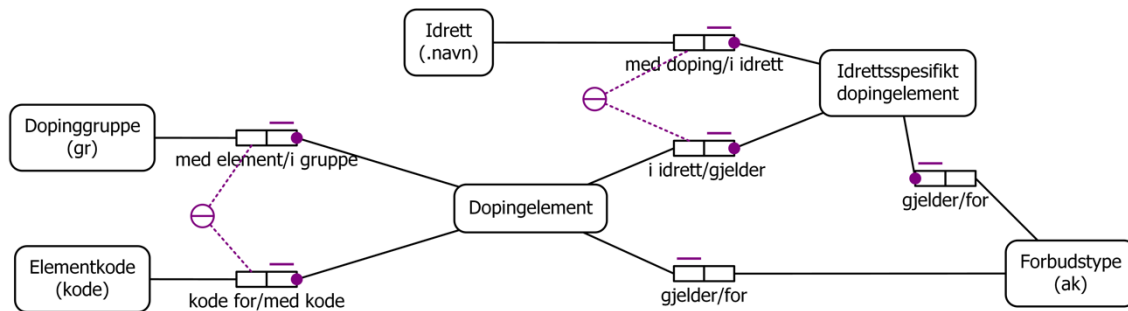 Idrett
(.navn)
med doping/i idrett
Idrettsspesifikt
dopingelement
Dopinggruppe
(gr)
med element/i gruppe
i idrett/gjelder
gjelder/for
Dopingelement
Elementkode
(kode)
kode for/med kode
gjelder/for
Forbudstype
(ak)